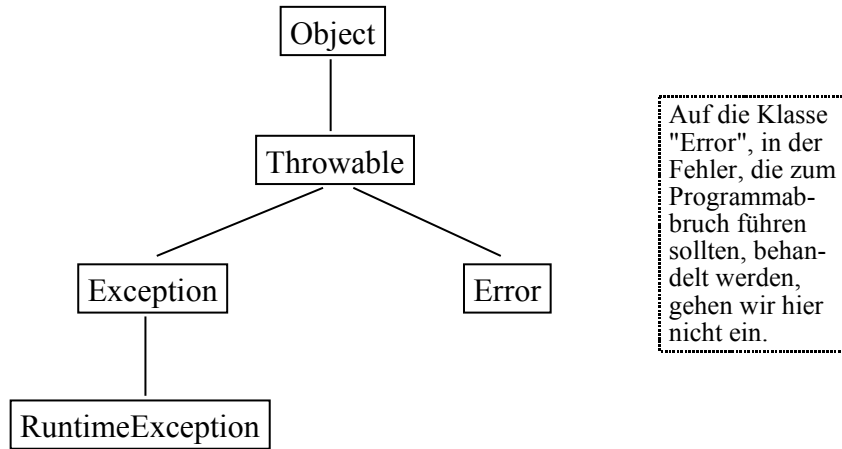 Object
Throwable
Exception
Error
RuntimeException
Auf die Klasse
"Error", in der
Fehler, die zum
Programmab-
bruch führen
sollten, behan-
delt werden,
gehen wir hier
nicht ein.